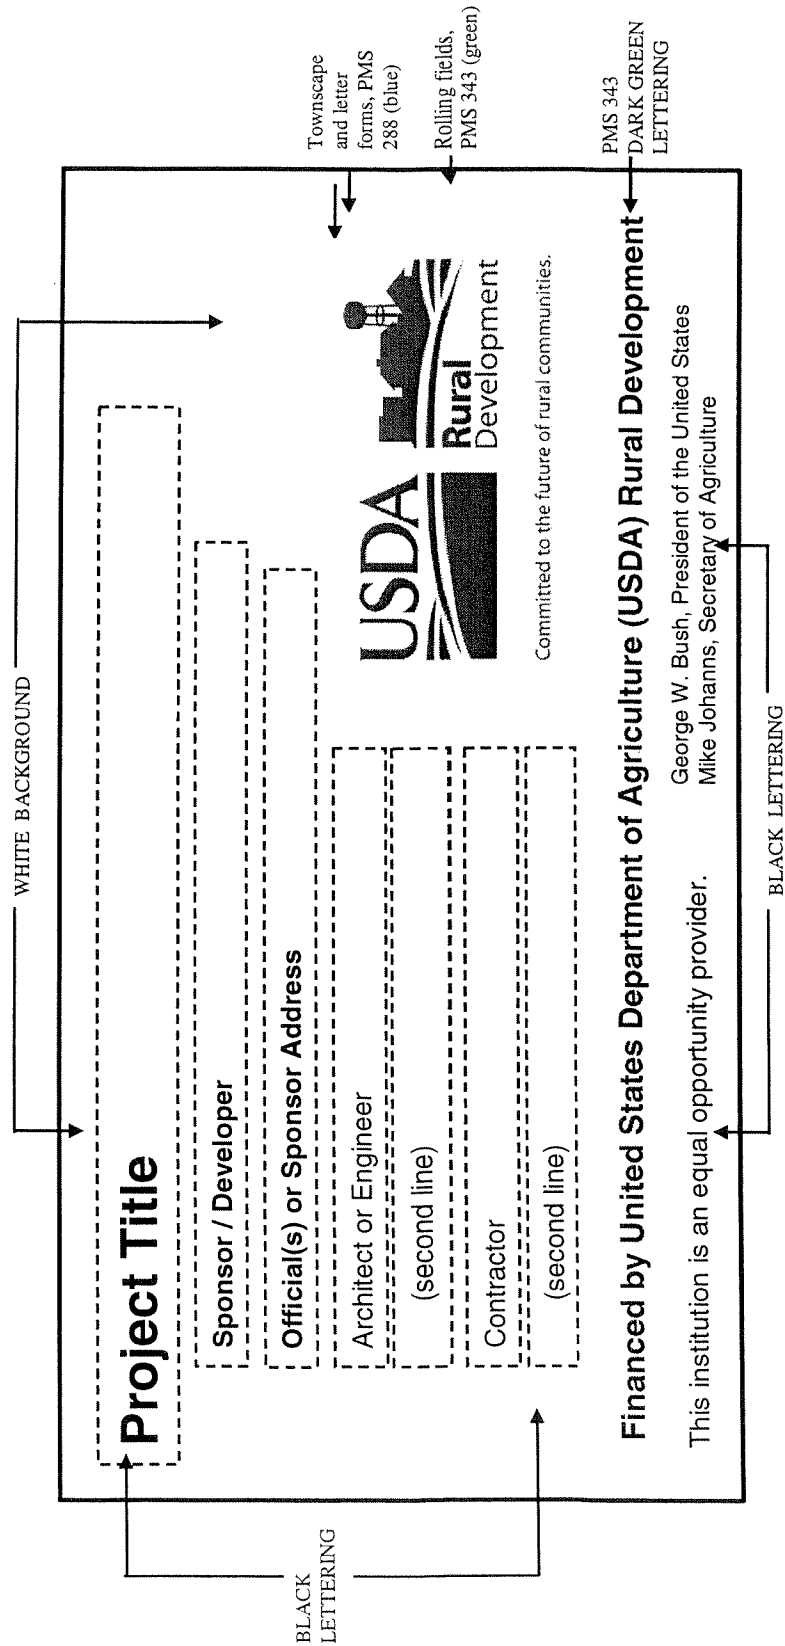 WHITE BACKGROUND
Project Title
Sponsor / Developer
Official(s) or Sponsor Address
Architect or Engineer
(second line)
Contractor
(second line)
BLACK
LETTERING
USDA
Rural
Development
Committed to the future of rural communities.
Townscape
and letter
forms, PMS
288 (blue)
Rolling fields,
PMS 343 (green)
PMS 343
DARK GREEN
LETTERING
Financed by United States Department of Agriculture (USDA) Rural Development
This institution is an equal opportunity provider.
George W. Bush, President of the United States
Mike Johanns, Secretary of Agriculture
BLACK LETTERING